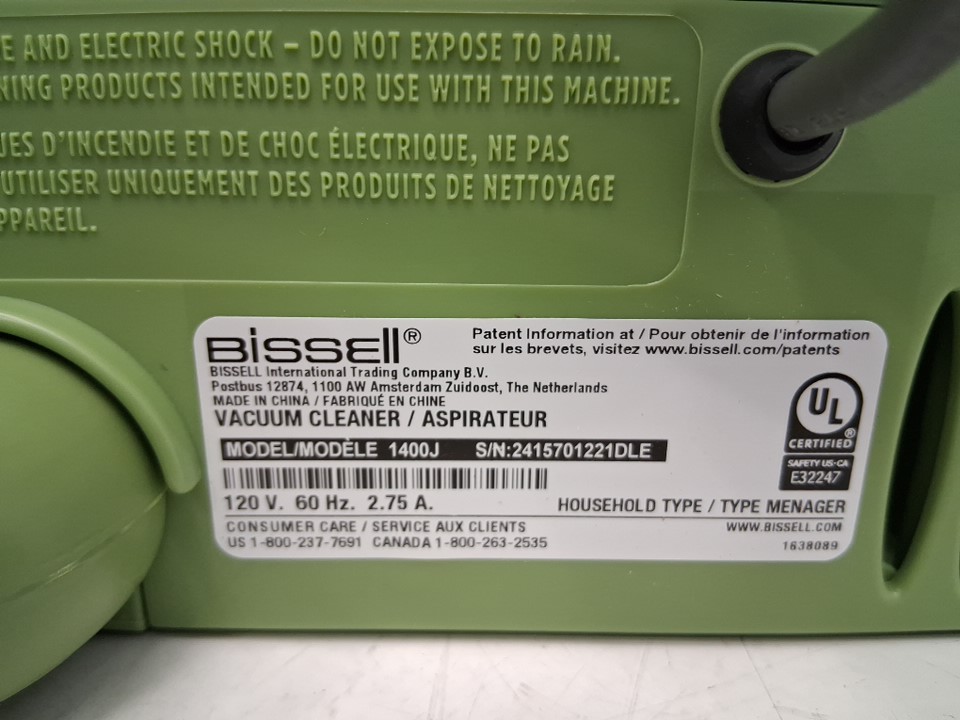 E AND ELECTRIC SHOCK – DO NOT EXPOSE TO RAIN.
NING PRODUCTS INTENDED FOR USE WITH THIS MACHINE.
UES D'INCENDIE ET DE CHOC ÉLECTRIQUE, NE PAS
UTILISER UNIQUEMENT DES PRODUITS DE NETTOYAGE
PPAREIL.
BISSELL®
Patent Information at / Pour obtenir de l'information
sur les brevets, visitez www.bissell.com/patents
BISSELL International Trading Company B.V.
Postbus 12874, 1100 AW Amsterdam Zuidoost, The Netherlands
MADE IN CHINA / FABRIQUÉ EN CHINE
VACUUM CLEANER / ASPIRATEUR
MODEL/MODÈLE 1400J S/N:2415701221DLE
UL
®
CERTIFIED
SAFETY US-CA
E32247
120 V. 60 Hz. 2.75 A.
HOUSEHOLD TYPE / TYPE MENAGER
CONSUMER CARE / SERVICE AUX CLIENTS
US 1-800-237-7691 CANADA 1-800-263-2535
WWW.BISSELL.COM
1638089